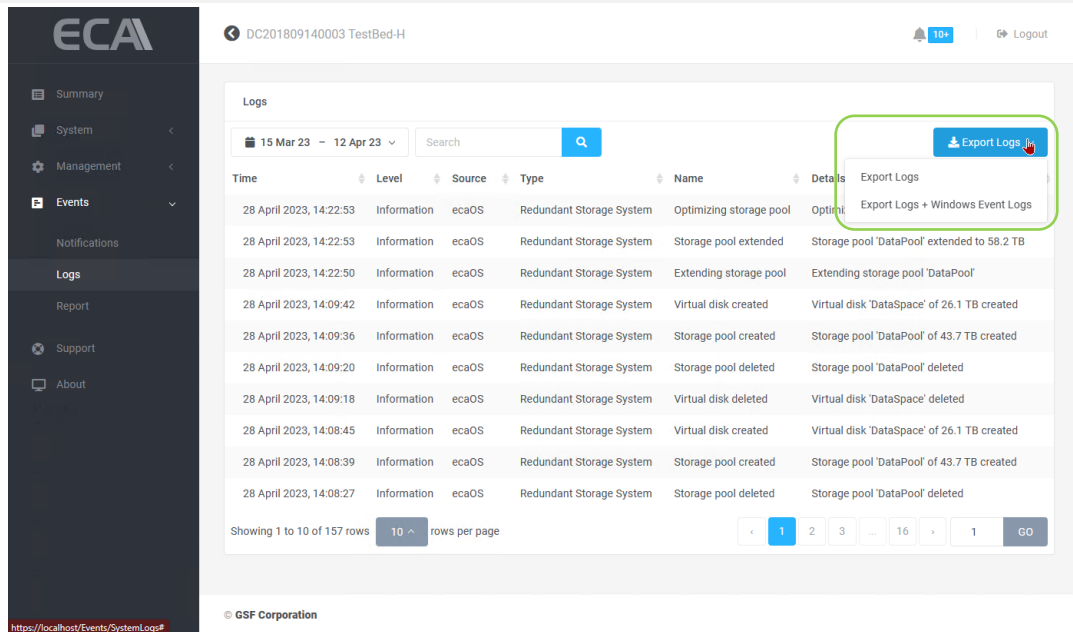 ECA
DC201809140003 TestBed-H
10+
Logout
Summary
System
Management
Events
Notifications
Logs
Report
Support
About
Logs
15 Mar 23 – 12 Apr 23
Search
Export Logs
Export Logs
Export Logs + Windows Event Logs
Time Level Source Type Name Details
28 April 2023, 14:22:53 Information ecaOS Redundant Storage System Optimizing storage pool
28 April 2023, 14:22:53 Information ecaOS Redundant Storage System Storage pool extended Storage pool 'DataPool' extended to 58.2 TB
28 April 2023, 14:22:50 Information ecaOS Redundant Storage System Extending storage pool Extending storage pool 'DataPool'
28 April 2023, 14:09:42 Information ecaOS Redundant Storage System Virtual disk created Virtual disk 'DataSpace' of 26.1 TB created
28 April 2023, 14:09:36 Information ecaOS Redundant Storage System Storage pool created Storage pool 'DataPool' of 43.7 TB created
28 April 2023, 14:09:20 Information ecaOS Redundant Storage System Storage pool deleted Storage pool 'DataPool' deleted
28 April 2023, 14:09:18 Information ecaOS Redundant Storage System Virtual disk deleted Virtual disk 'DataSpace' deleted
28 April 2023, 14:08:45 Information ecaOS Redundant Storage System Virtual disk created Virtual disk 'DataSpace' of 26.1 TB created
28 April 2023, 14:08:39 Information ecaOS Redundant Storage System Storage pool created Storage pool 'DataPool' of 43.7 TB created
28 April 2023, 14:08:27 Information ecaOS Redundant Storage System Storage pool deleted Storage pool 'DataPool' deleted
Showing 1 to 10 of 157 rows 10 rows per page
‹ 1 2 3 ... 16 › 1 GO
© GSF Corporation
https://localhost/Events/SystemLogs#